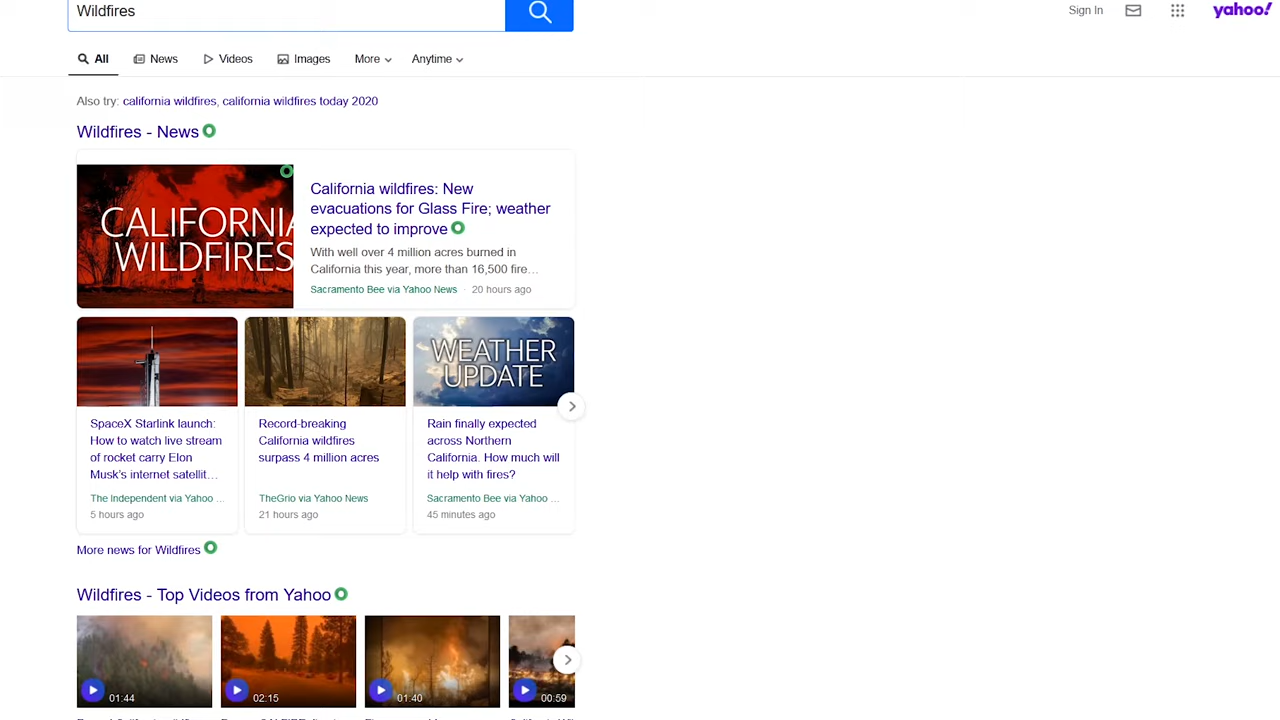 Wildfires
Sign In
yahoo!
All
News
Videos
Images
More
Anytime
Also try: california wildfires, california wildfires today 2020
Wildfires - News
CALIFORNIA
WILDFIRES
California wildfires: New
evacuations for Glass Fire; weather
expected to improve
With well over 4 million acres burned in
California this year, more than 16,500 fire...
Sacramento Bee via Yahoo News · 20 hours ago
WEATHER
UPDATE
SpaceX Starlink launch:
How to watch live stream
of rocket carry Elon
Musk's internet satellit...
The Independent via Yahoo ...
5 hours ago
Record-breaking
California wildfires
surpass 4 million acres
TheGrio via Yahoo News
21 hours ago
Rain finally expected
across Northern
California. How much will
it help with fires?
Sacramento Bee via Yahoo ...
45 minutes ago
More news for Wildfires
Wildfires - Top Videos from Yahoo
01:44
02:15
01:40
00:59